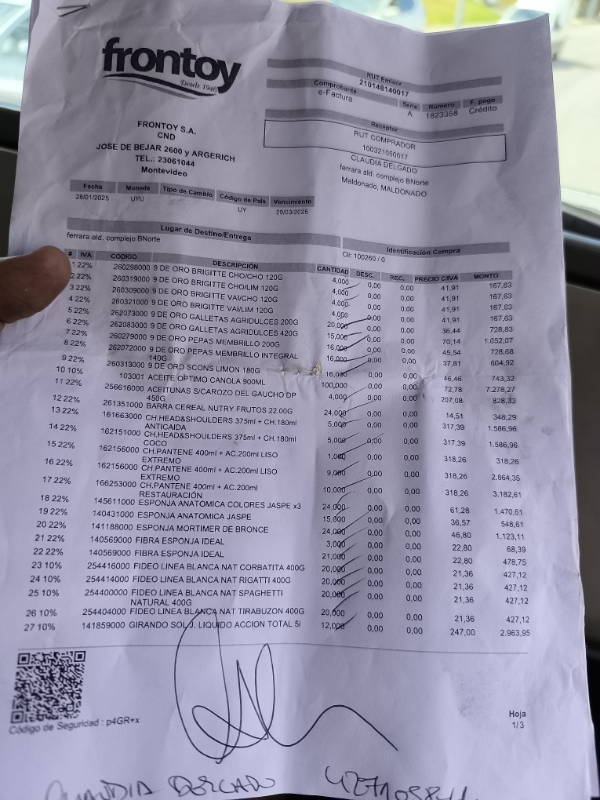 frontoy
Desde 1940
FRONTOY S.A.
CND
JOSE DE BEJAR 2600 y ARGERICH
TEL.: 23061044
Montevideo
RUT Emisor
210148140017
Comprobante Serie Número F. pago
e-Factura A 1823358 Crédito
Receptor
RUT COMPRADOR
100321050017
CLAUDIA DELGADO
ferrara ald. complejo BNorte
Maldonado, MALDONADO
Fecha Moneda Tipo de Cambio Código de País Vencimiento
28/01/2025 UYU UY
Lugar de Destino/Entrega Identificación Compra
ferrara ald. complejo BNorte Clt: 100260 / 0
# IVA CÓDIGO DESCRIPCIÓN CANTIDAD DESC. REC. PRECIO C/IVA MONTO
1 22% 260298000 9 DE ORO BRIGITTE CHO/CHO 120G 4,000 0,00 0,00 41,91 167,63
2 22% 260319000 9 DE ORO BRIGITTE CHO/LIM 120G 4,000 0,00 0,00 41,91 167,63
3 22% 260309000 9 DE ORO BRIGITTE VAI/CHO 120G 4,000 0,00 0,00 41,91 167,63
4 22% 260321000 9 DE ORO BRIGITTE VAI/LIM 120G 4,000 0,00 0,00 41,91 167,63
5 22% 262073000 9 DE ORO GALLETAS AGRIDULCES 200G 20,000 0,00 0,00 36,44 728,83
6 22% 262083000 9 DE ORO GALLETAS AGRIDULCES 420G 15,000 0,00 0,00 70,14 1.052,07
7 22% 260279000 9 DE ORO PEPAS MEMBRILLO 200G 16,000 0,00 0,00 45,54 728,68
8 22% 262072000 9 DE ORO PEPAS MEMBRILLO INTEGRAL 16,000 0,00 0,00 37,81 604,92
140G
9 22% 260313000 9 DE ORO SCONS LIMON 180G 16,000 0,00 0,00 46,46 743,32
10 10% 103001 ACEITE OPTIMO CANOLA 900ML 100,000 0,00 0,00 72,78 7.278,27
11 22% 256616000 ACEITUNAS S/CAROZO DEL GAUCHO DP 4,000 0,00 0,00 207,08 828,33
450G
12 22% 261351000 BARRA CEREAL NUTRY FRUTOS 22.00G 24,000 0,00 0,00 14,51 348,29
13 22% 161663000 CH.HEAD&SHOULDERS 375ml + CH.180ml 5,000 0,00 0,00 317,39 1.586,96
ANTICAIDA
14 22% 162151000 CH.HEAD&SHOULDERS 375ml + CH.180ml 5,000 0,00 0,00 317,39 1.586,96
COCO
15 22% 162156000 CH.PANTENE 400ml + AC.200ml LISO 1,000 0,00 0,00 318,26 318,26
EXTREMO
16 22% 162156000 CH.PANTENE 400ml + AC.200ml LISO 9,000 0,00 0,00 318,26 2.864,35
EXTREMO
17 22% 166253000 CH.PANTENE 400ml + AC.200ml 10,000 0,00 0,00 318,26 3.182,61
RESTAURACIÓN
18 22% 145611000 ESPONJA ANATOMICA COLORES JASPE x3 24,000 0,00 0,00 61,28 1.470,61
19 22% 140431000 ESPONJA ANATOMICA JASPE 15,000 0,00 0,00 36,57 548,61
20 22% 141188000 ESPONJA MORTIMER DE BRONCE 24,000 0,00 0,00 46,80 1.123,11
21 22% 140569000 FIBRA ESPONJA IDEAL 3,000 0,00 0,00 22,80 68,39
22 22% 140569000 FIBRA ESPONJA IDEAL 21,000 0,00 0,00 22,80 478,75
23 10% 254416000 FIDEO LINEA BLANCA NAT CORBATITA 400G 20,000 0,00 0,00 21,36 427,12
24 10% 254414000 FIDEO LINEA BLANCA NAT RIGATTI 400G 20,000 0,00 0,00 21,36 427,12
25 10% 254400000 FIDEO LINEA BLANCA NAT SPAGHETTI 20,000 0,00 0,00 21,36 427,12
NATURAL 400G
26 10% 254404000 FIDEO LINEA BLANCA NAT TIRABUZON 400G 20,000 0,00 0,00 21,36 427,12
27 10% 141859000 GIRANDO SOL J. LIQUIDO ACCION TOTAL 5l 12,000 0,00 0,00 247,00 2.963,95
Código de Seguridad : p4GR+x
Hoja
1/3
CLAUDIA DELGADO